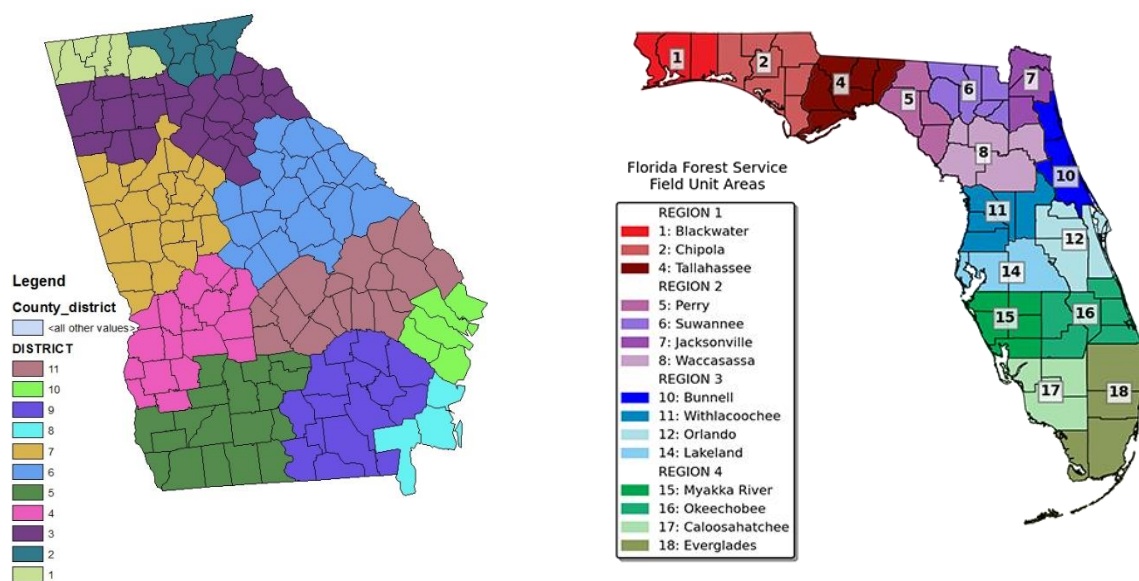 Legend
County_district
<all other values>
DISTRICT
11
10
9
8
7
6
5
4
3
2
1
1
2
4
5
6
7
8
10
11
12
14
15
16
17
18
Florida Forest Service
Field Unit Areas
REGION 1
1: Blackwater
2: Chipola
4: Tallahassee
REGION 2
5: Perry
6: Suwannee
7: Jacksonville
8: Waccasassa
REGION 3
10: Bunnell
11: Withlacoochee
12: Orlando
14: Lakeland
REGION 4
15: Myakka River
16: Okeechobee
17: Caloosahatchee
18: Everglades